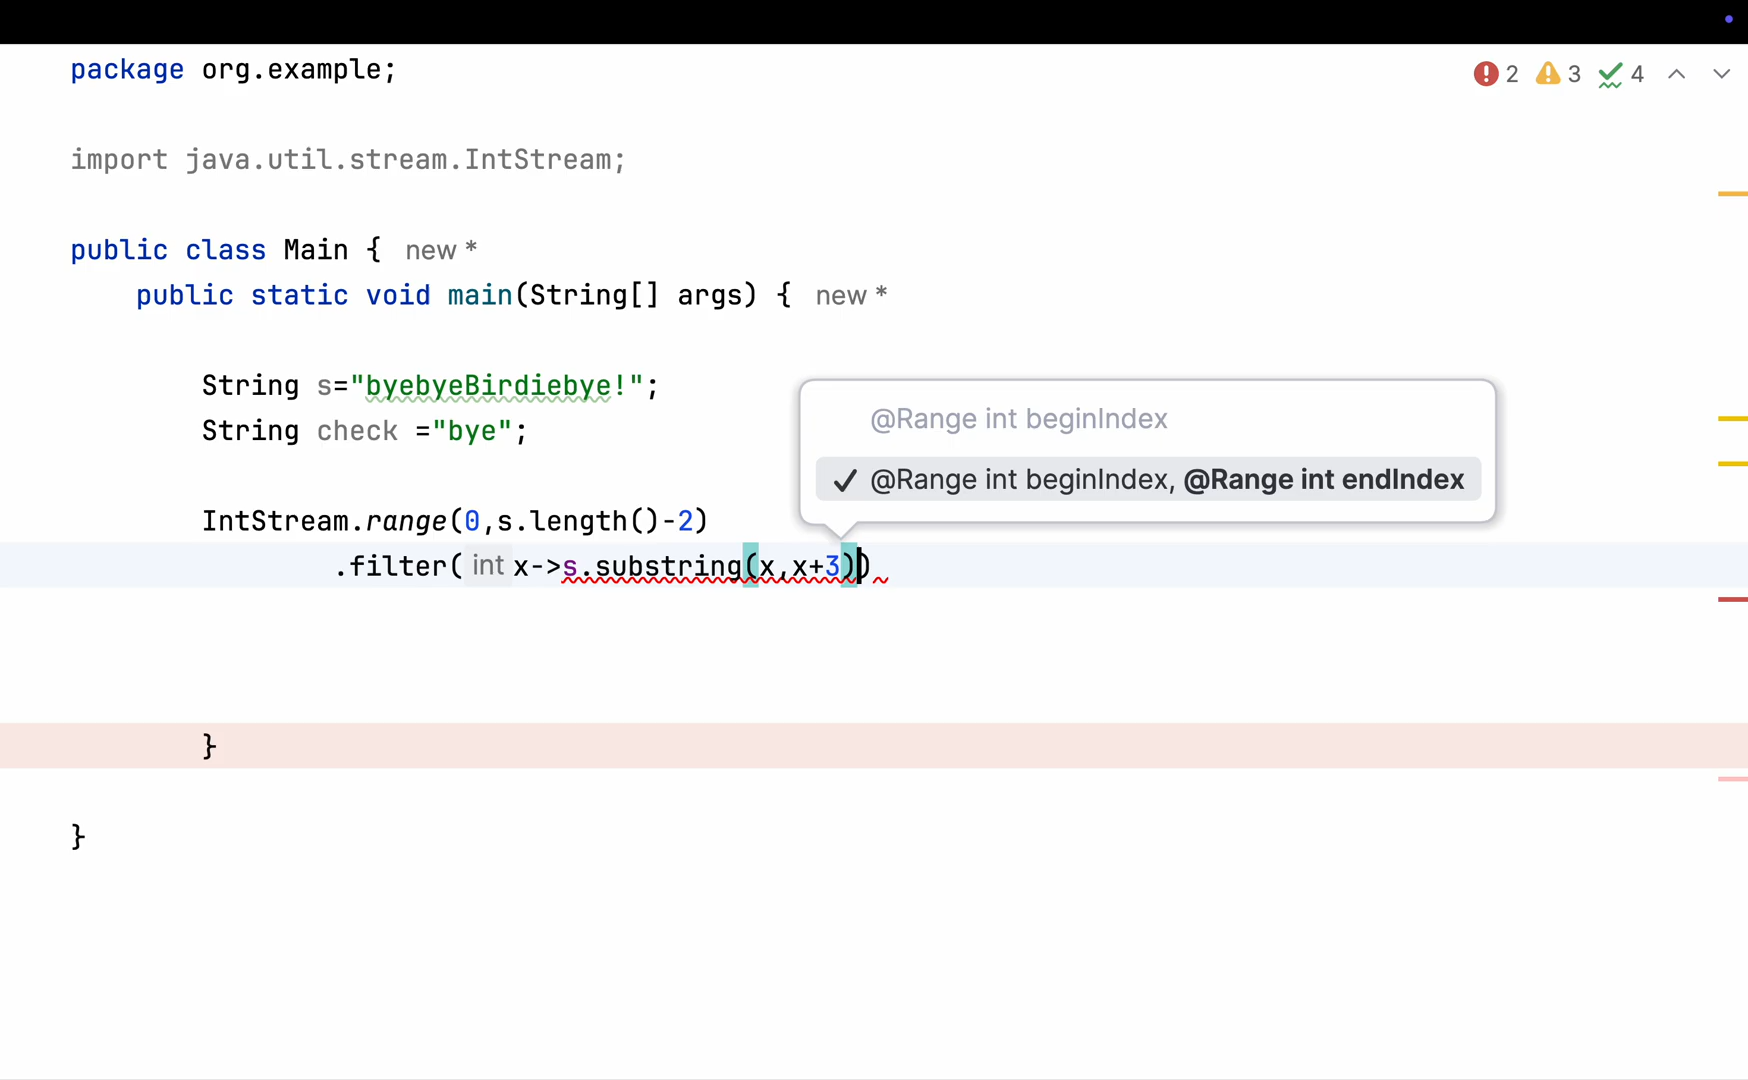 package org.example;
2 3 4
import java.util.stream.IntStream;
public class Main { new *
public static void main(String[] args) { new *
String s="byebyeBirdiebye!";
@Range int beginIndex
String check ="bye";
@Range int beginIndex, @Range int endIndex
IntStream.range(0,s.length()-2)
.filter( int x->s.substring(x,x+3))
}
}